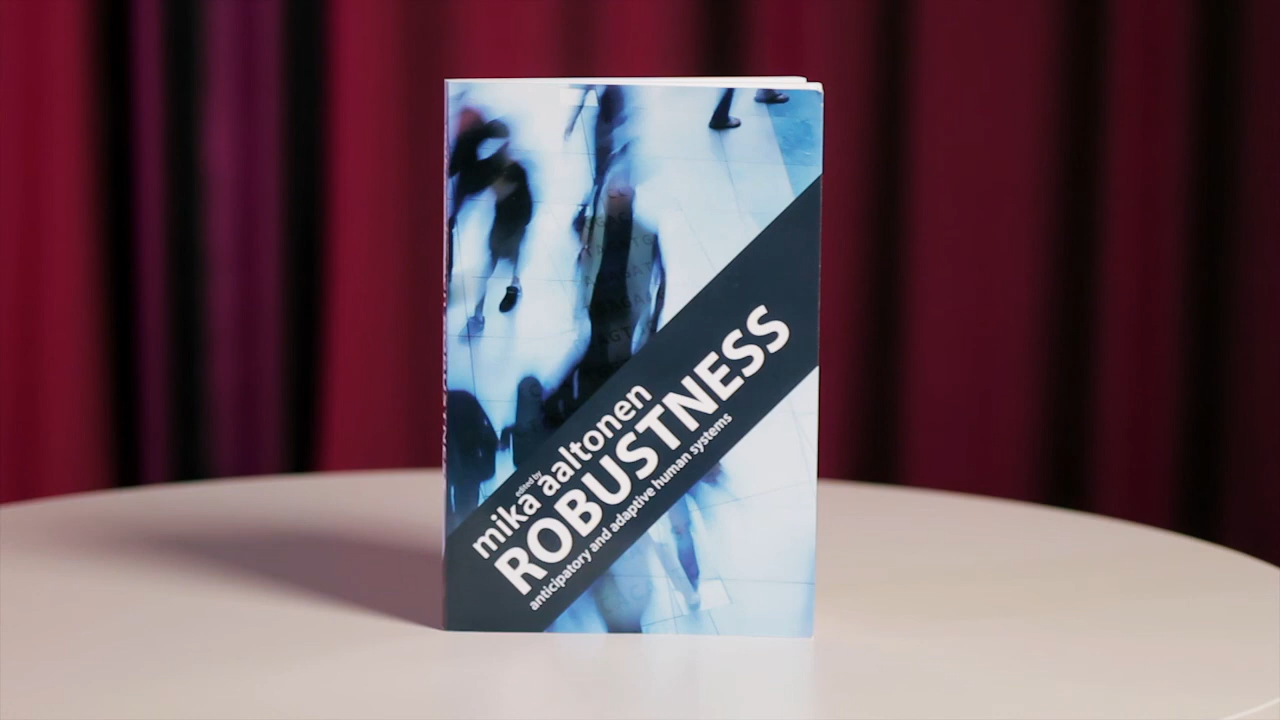 edited by
mika aaltonen
ROBUSTNESS
anticipatory and adaptive human systems